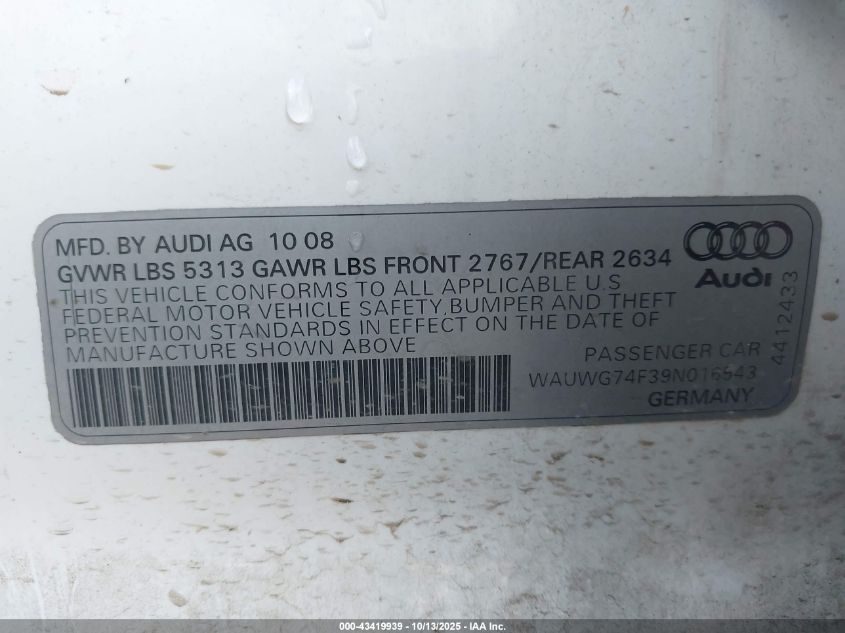 MFD. BY AUDI AG 10 08
GVWR LBS 5313 GAWR LBS FRONT 2767/REAR 2634
THIS VEHICLE CONFORMS TO ALL APPLICABLE U.S
FEDERAL MOTOR VEHICLE SAFETY, BUMPER AND THEFT
PREVENTION STANDARDS IN EFFECT ON THE DATE OF
MANUFACTURE SHOWN ABOVE
Audi
4412433
PASSENGER CAR
WAUWG74F39N016543
GERMANY
000-43419939 - 10/13/2025 - IAA Inc.